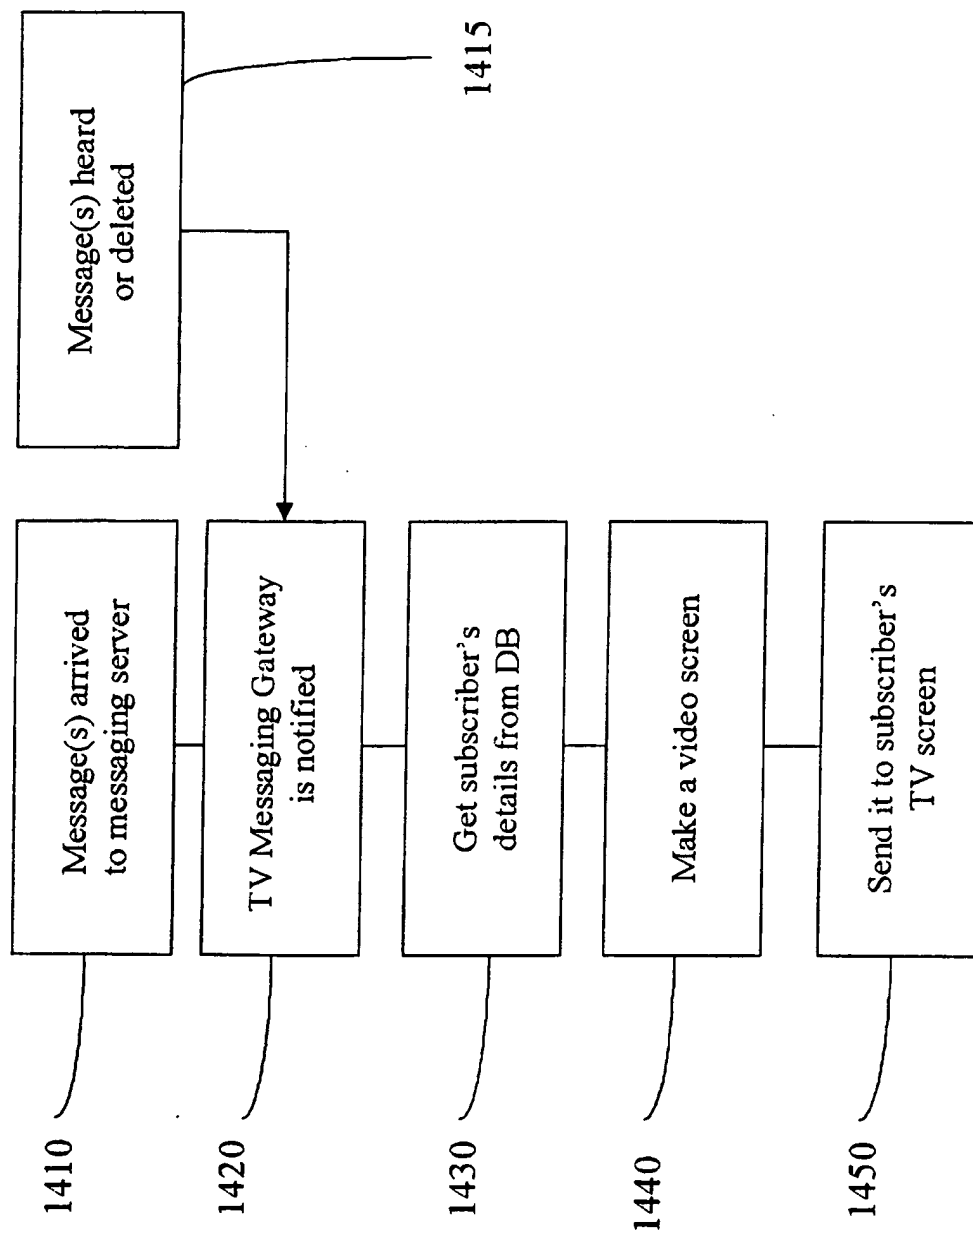 1410
Message(s) arrived
to messaging server
Message(s) heard
or deleted
1415
1420
TV Messaging Gateway
is notified
1430
Get subscriber's
details from DB
1440
Make a video screen
1450
Send it to subscriber's
TV screen